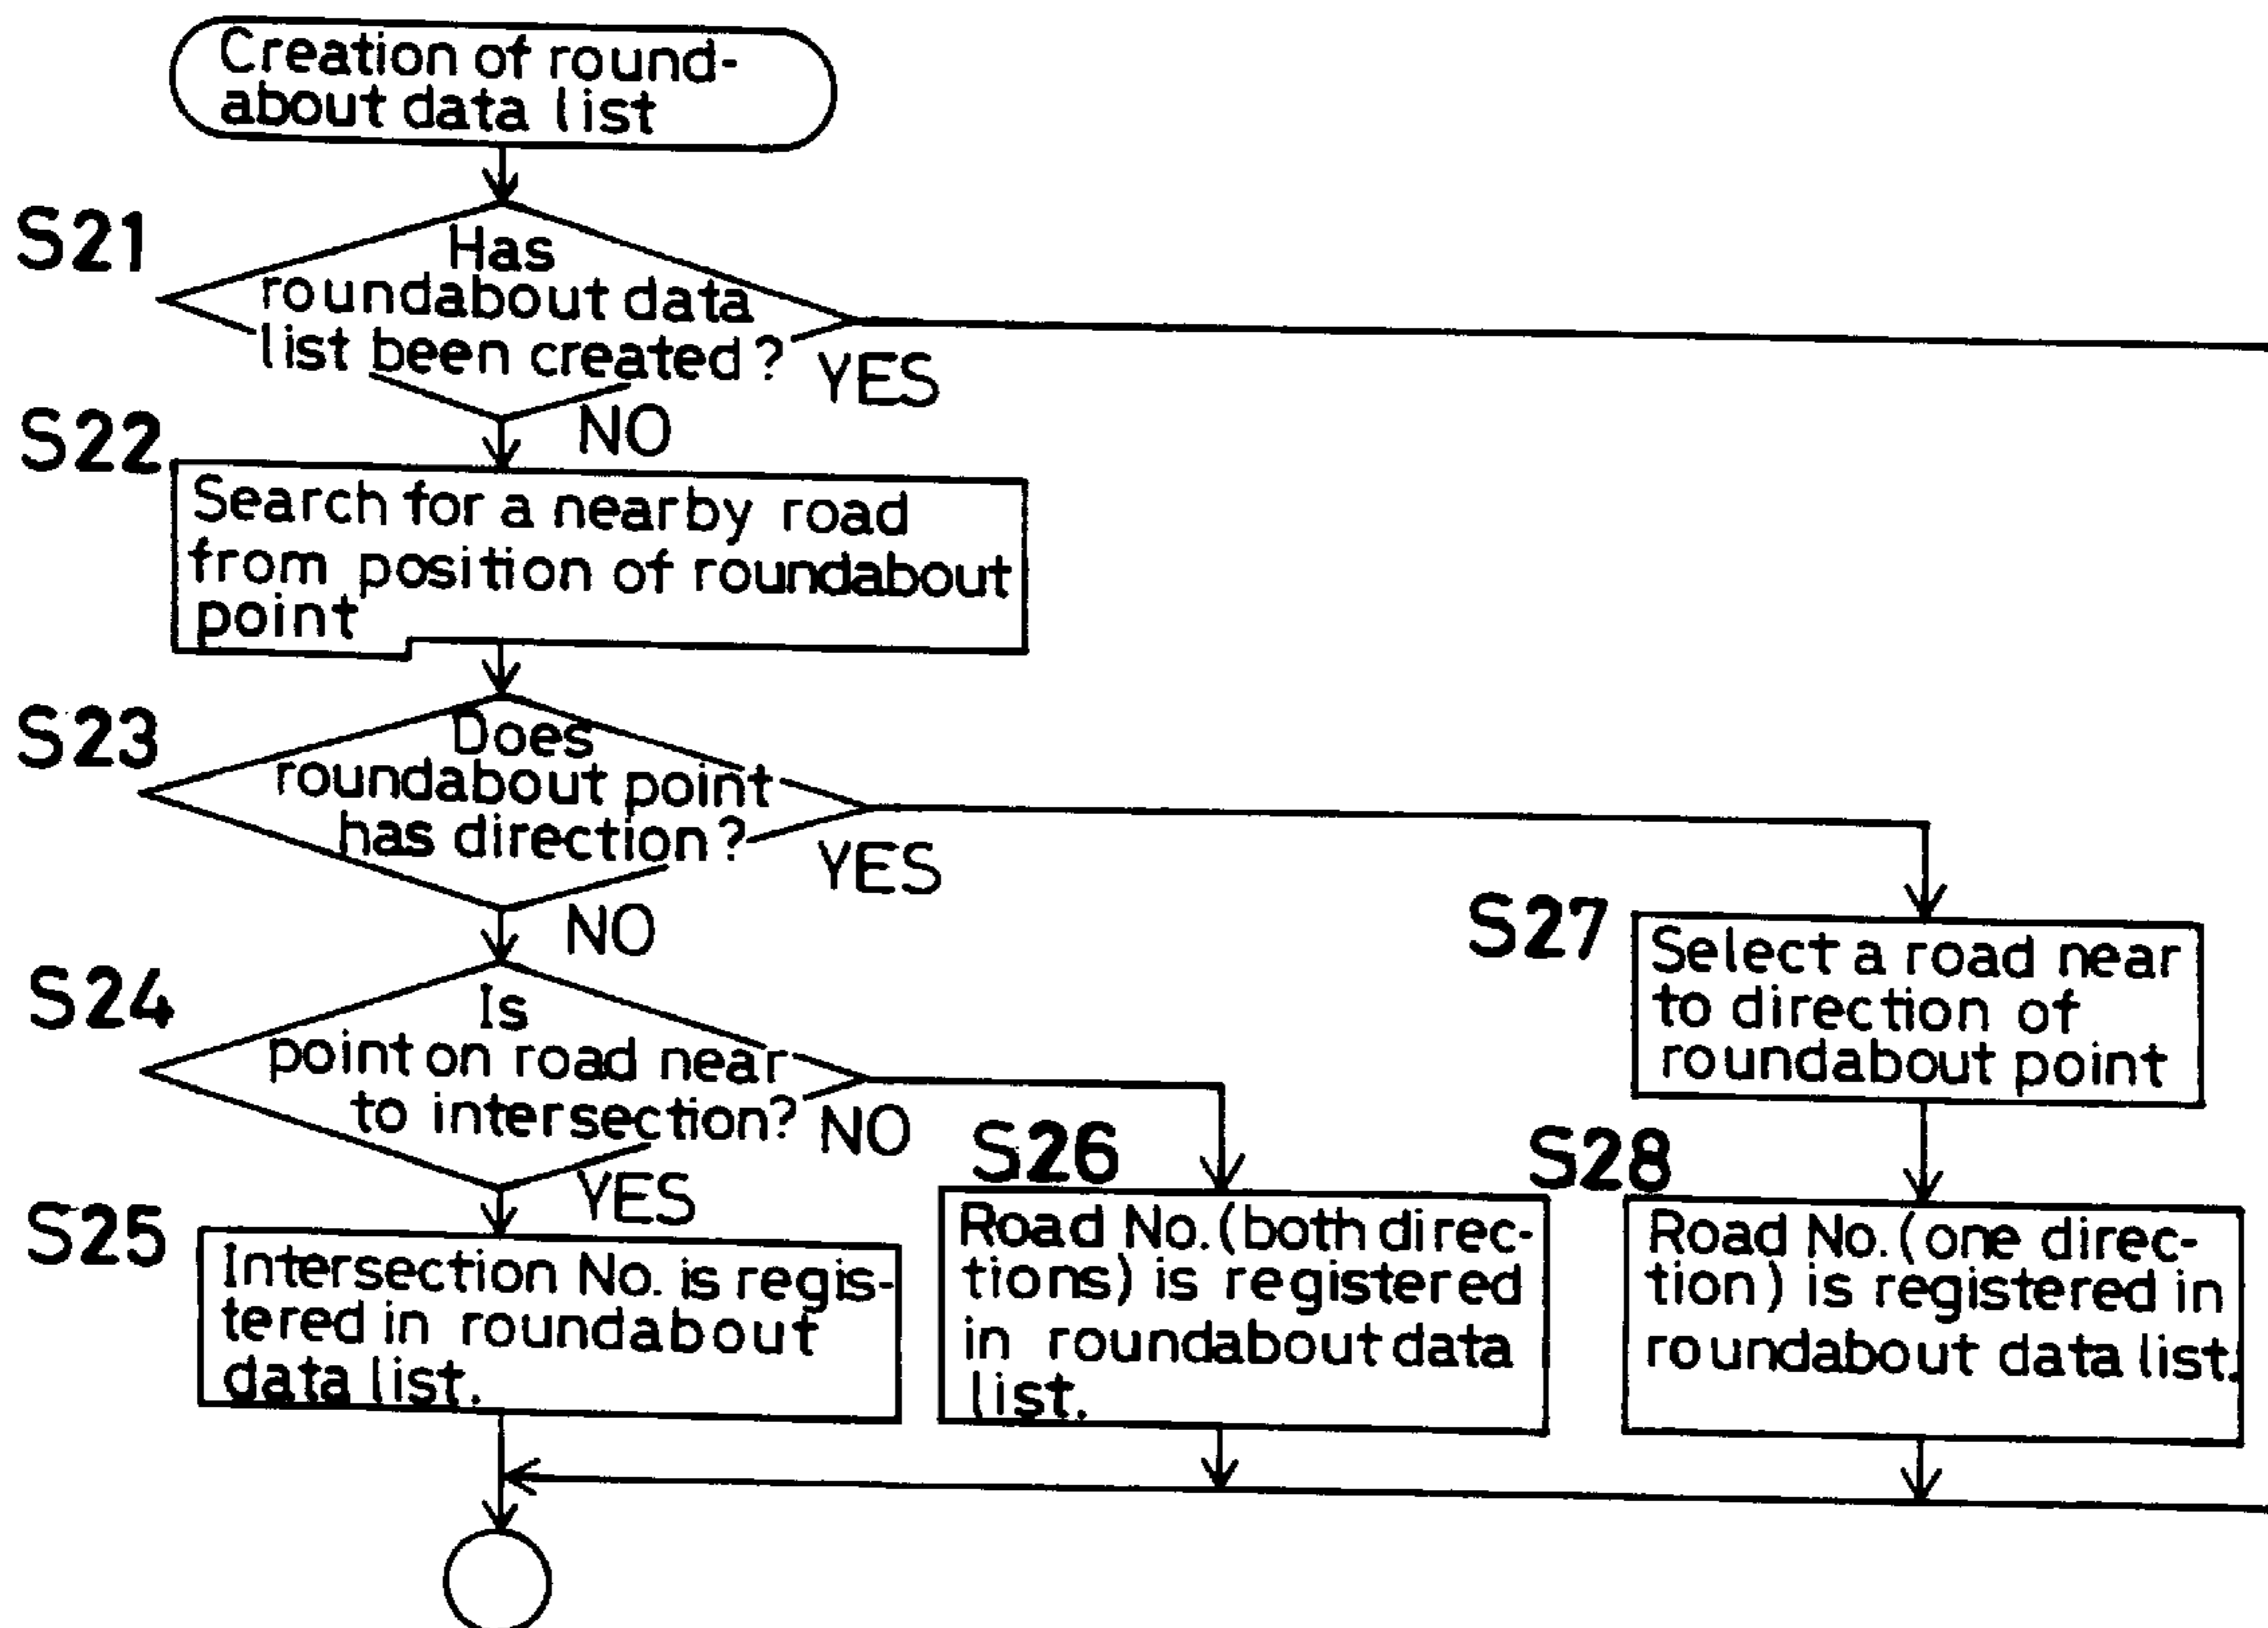 Creation of round-
about data list
S21
Has
roundabout data
list been created?
YES
NO
S22
Search for a nearby road
from position of roundabout
point
S23
Does
roundabout point
has direction?
YES
NO
S24
Is
point on road near
to intersection?
NO
YES
S25
Intersection No. is regis-
tered in roundabout
data list.
S26
Road No. (both direc-
tions) is registered
in roundabout data
list.
S27
Select a road near
to direction of
roundabout point
S28
Road No. (one direc-
tion) is registered in
roundabout data list.